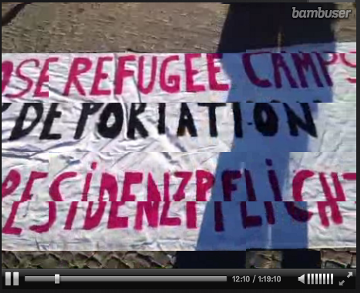 bambuser
OSE REFUGEE CAMPS
DEPORTATION
RESIDENZPFLICHT
12:10 / 1:19:10